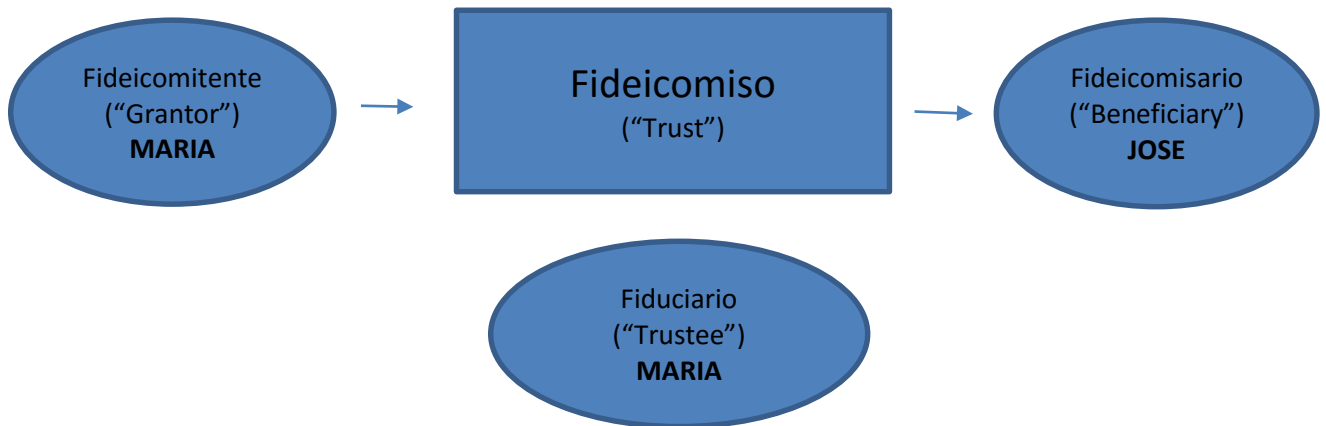 Fideicomitente
(“Grantor”)
MARIA
Fideicomiso
(“Trust”)
Fideicomisario
(“Beneficiary”)
JOSE
Fiduciario
(“Trustee”)
MARIA